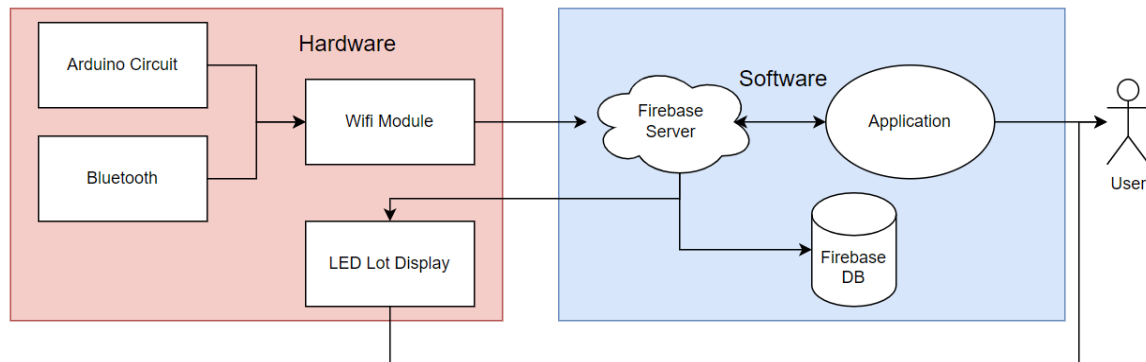 Hardware
Arduino Circuit
Bluetooth
Wifi Module
LED Lot Display
Software
Firebase
Server
Application
Firebase
DB
User